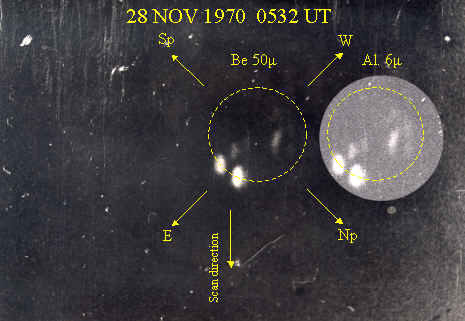 28 NOV 1970 0532 UT
Sp
W
Be 50µ
Al 6µ
E
Np
Scan direction